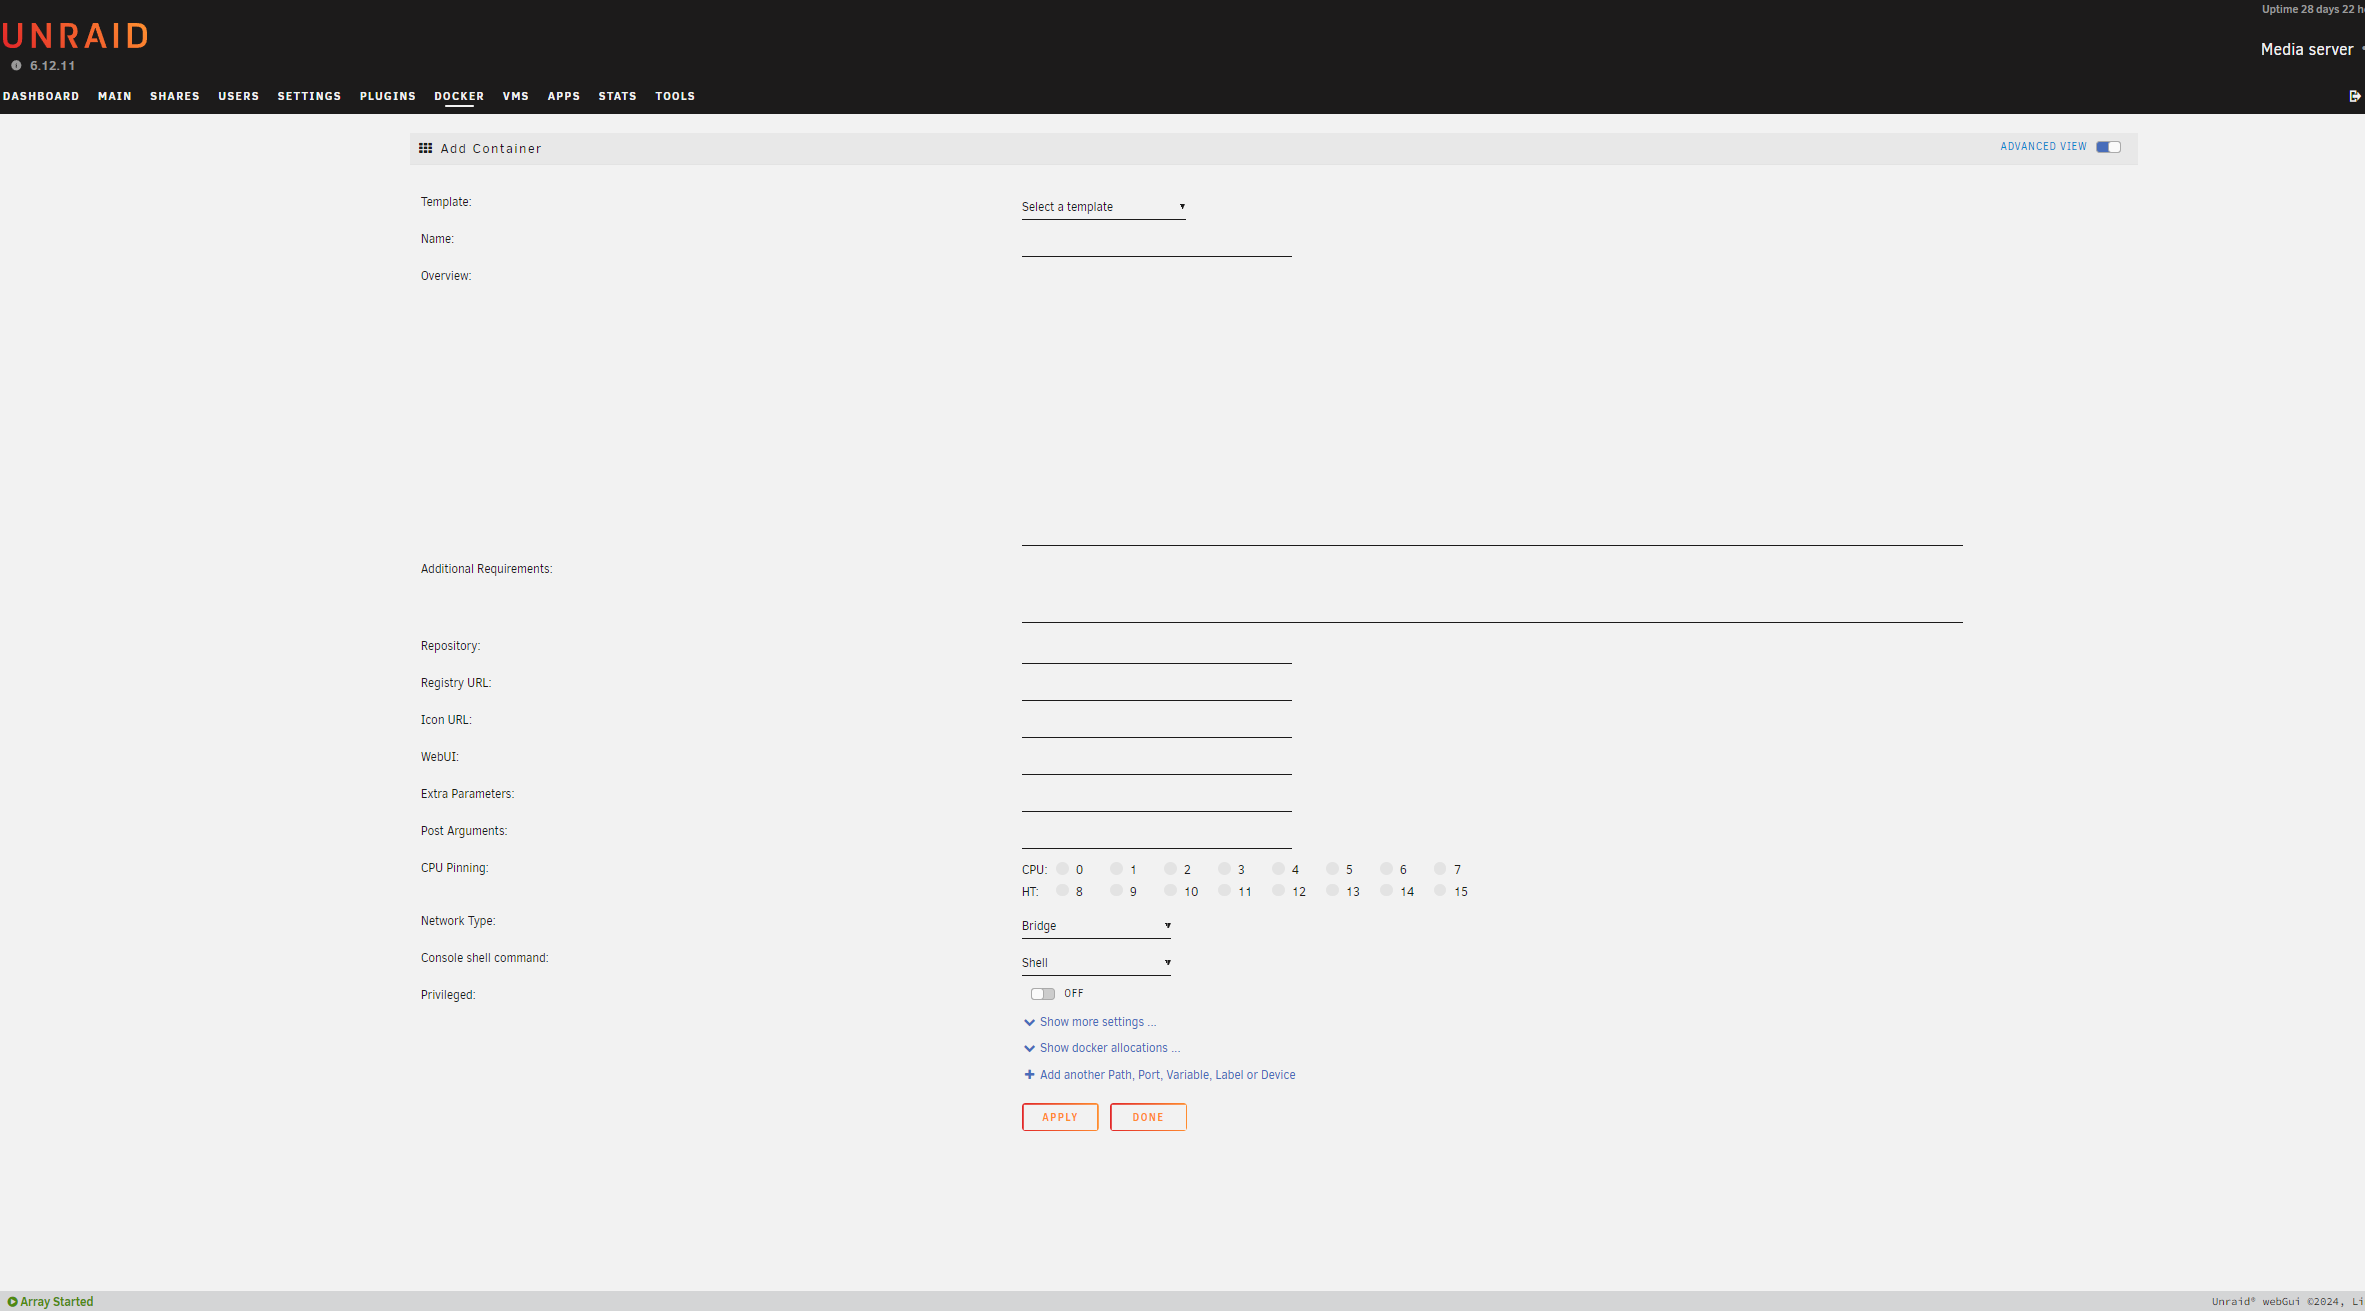 Uptime 28 days 22 h
UNRAID
6.12.11
Media server
DASHBOARD MAIN SHARES USERS SETTINGS PLUGINS DOCKER VMS APPS STATS TOOLS
Add Container
ADVANCED VIEW
Template: Select a template
Name:
Overview:
Additional Requirements:
Repository:
Registry URL:
Icon URL:
WebUI:
Extra Parameters:
Post Arguments:
CPU Pinning: CPU: 0 1 2 3 4 5 6 7
HT: 8 9 10 11 12 13 14 15
Network Type: Bridge
Console shell command: Shell
Privileged: OFF
Show more settings ...
Show docker allocations ...
Add another Path, Port, Variable, Label or Device
APPLY DONE
Array Started
Unraid® webGui ©2024, Li